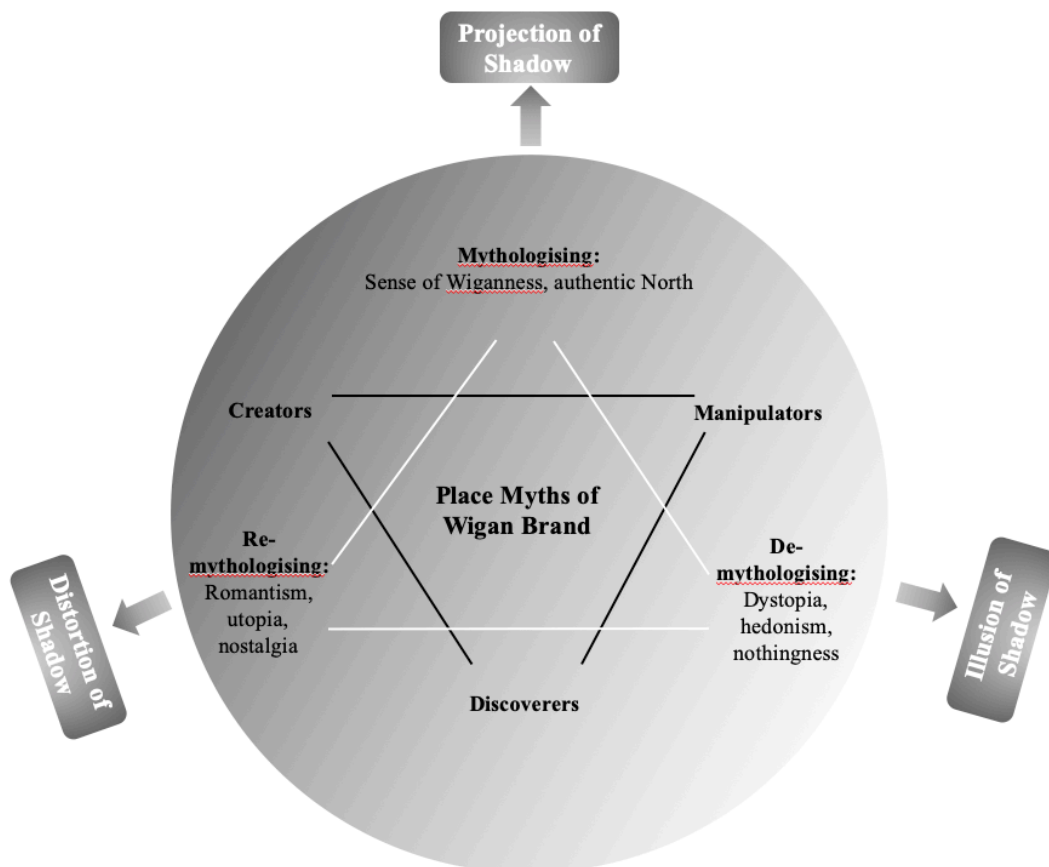 Projection of
Shadow
Mythologising:
Sense of Wiganness, authentic North
Creators
Manipulators
Place Myths of
Wigan Brand
Re-
mythologising:
Romantism,
utopia,
nostalgia
De-
mythologising:
Dystopia,
hedonism,
nothingness
Distortion of
Shadow
Illusion of
Shadow
Discoverers